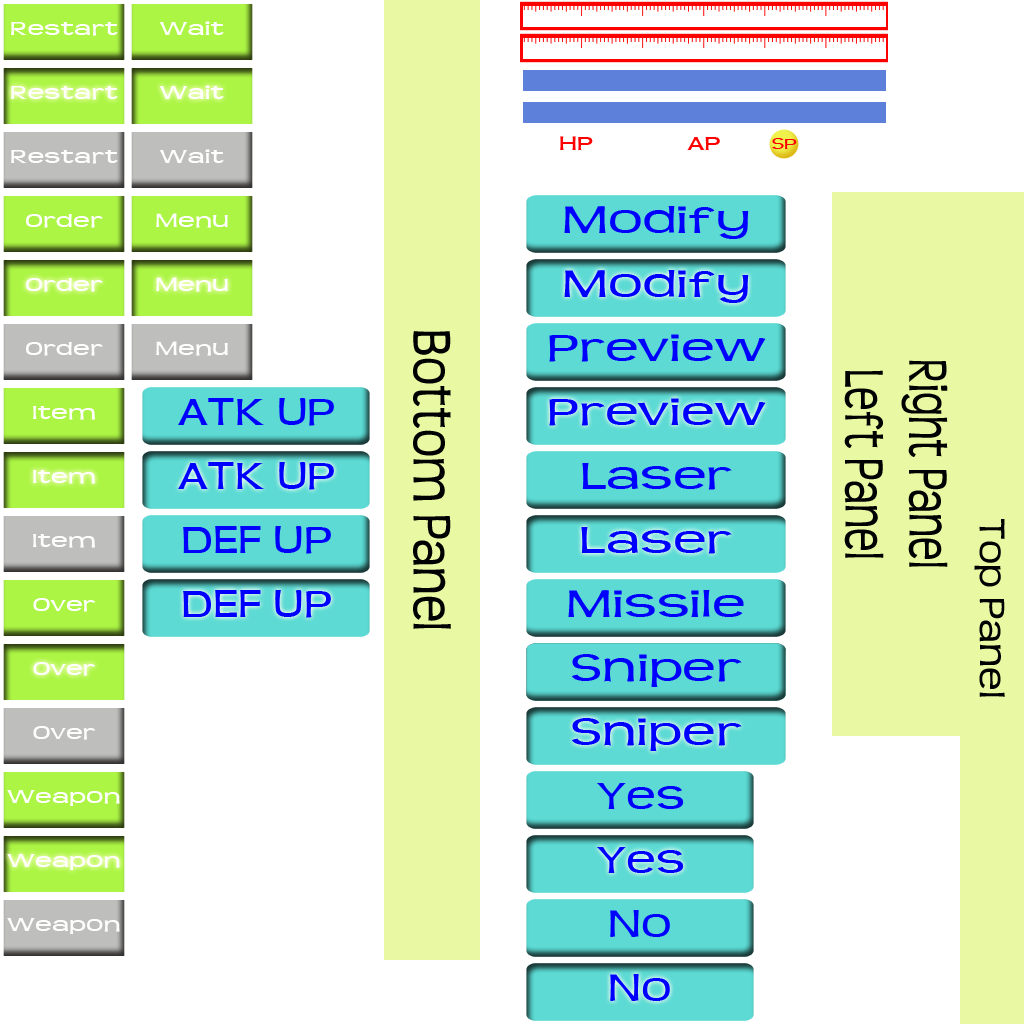 Restart Wait
Restart Wait
Restart Wait
Order Menu
Order Menu
Order Menu
Item ATK UP
Item ATK UP
Item DEF UP
Over DEF UP
Over
Over
Weapon
Weapon
Weapon
Bottom Panel
HP AP SP
Modify
Modify
Preview
Preview
Laser
Laser
Missile
Sniper
Sniper
Yes
Yes
No
No
Left Panel
Right Panel
Top Panel